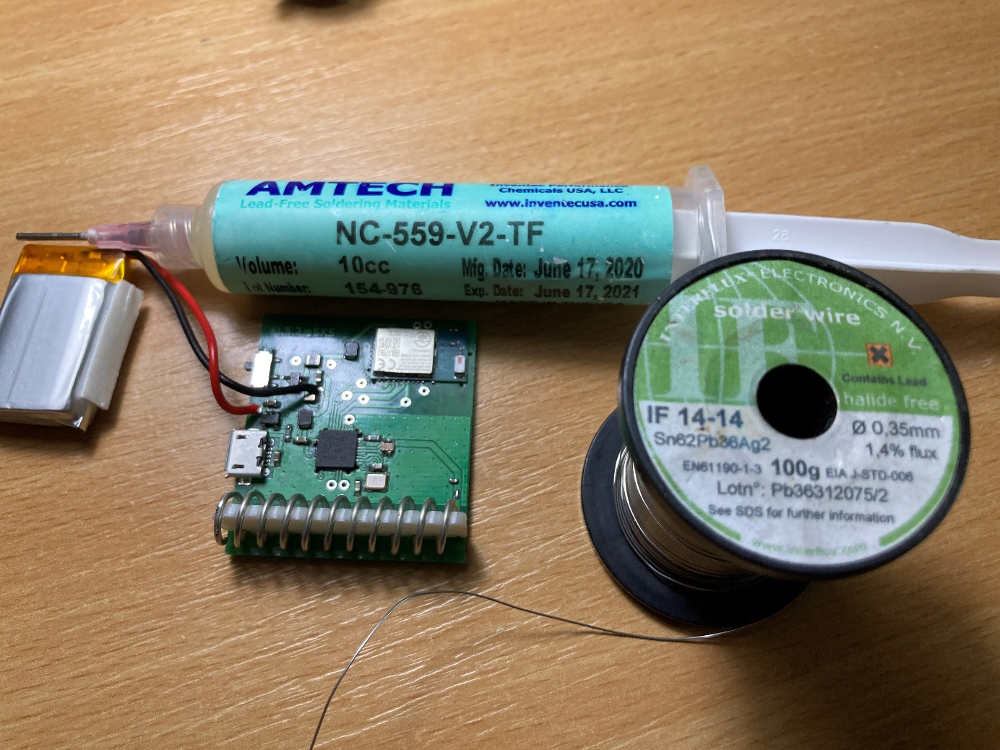 AMTECH
Lead-Free Soldering Materials
Inventec Performance
Chemicals USA, LLC
www.inventecusa.com
NC-559-V2-TF
Volume: 10cc
Mfg. Date: June 17, 2020
Lot Number: 154-976
Exp. Date: June 17, 2021
28
INTERFLUX® ELECTRONICS N.V.
solder wire
IF
Contains Lead
halide free
IF 14-14
Ø 0,35mm
Sn62Pb36Ag2
1,4% flux
EN61190-1-3 100g EIA J-STD-006
Lotn°: Pb36312075/2
See SDS for further information
www.interflux.com